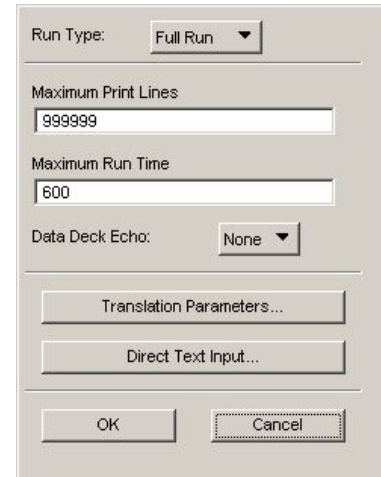 Run Type: Full Run
Maximum Print Lines
999999
Maximum Run Time
600
Data Deck Echo: None
Translation Parameters...
Direct Text Input...
OK Cancel